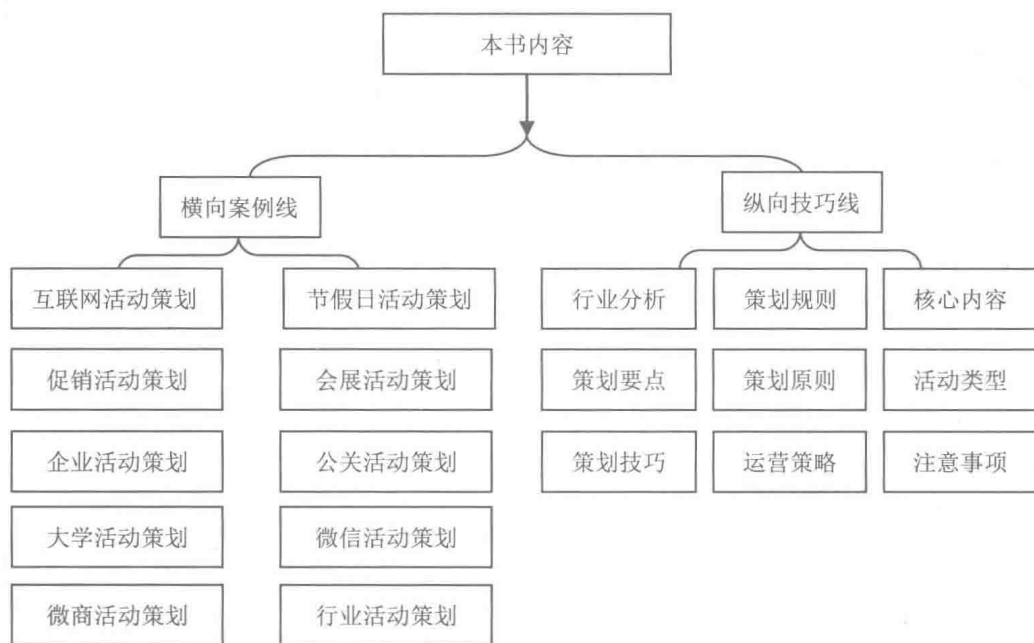 本书内容
横向案例线
纵向技巧线
互联网活动策划
节假日活动策划
行业分析
策划规则
核心内容
促销活动策划
会展活动策划
策划要点
策划原则
活动类型
企业活动策划
公关活动策划
策划技巧
运营策略
注意事项
大学活动策划
微信活动策划
微商活动策划
行业活动策划